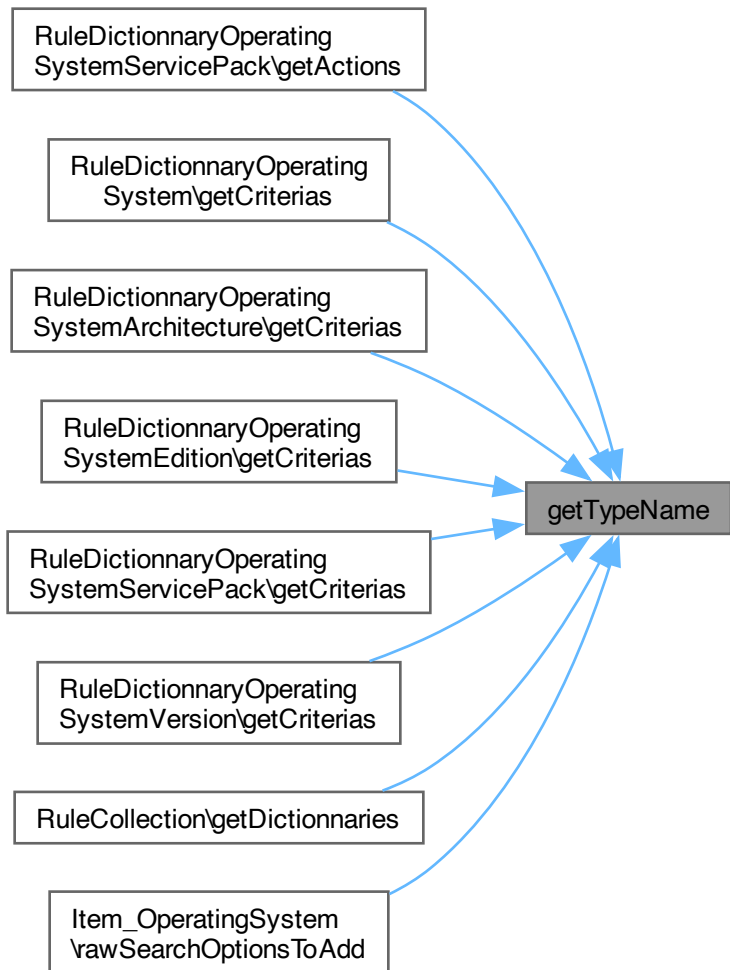 RuleDictionnaryOperating
SystemServicePack\getActions
RuleDictionnaryOperating
System\getCriterias
RuleDictionnaryOperating
SystemArchitecture\getCriterias
RuleDictionnaryOperating
SystemEdition\getCriterias
getTypeName
RuleDictionnaryOperating
SystemServicePack\getCriterias
RuleDictionnaryOperating
SystemVersion\getCriterias
RuleCollection\getDictionnaries
Item_OperatingSystem
\rawSearchOptionsToAdd